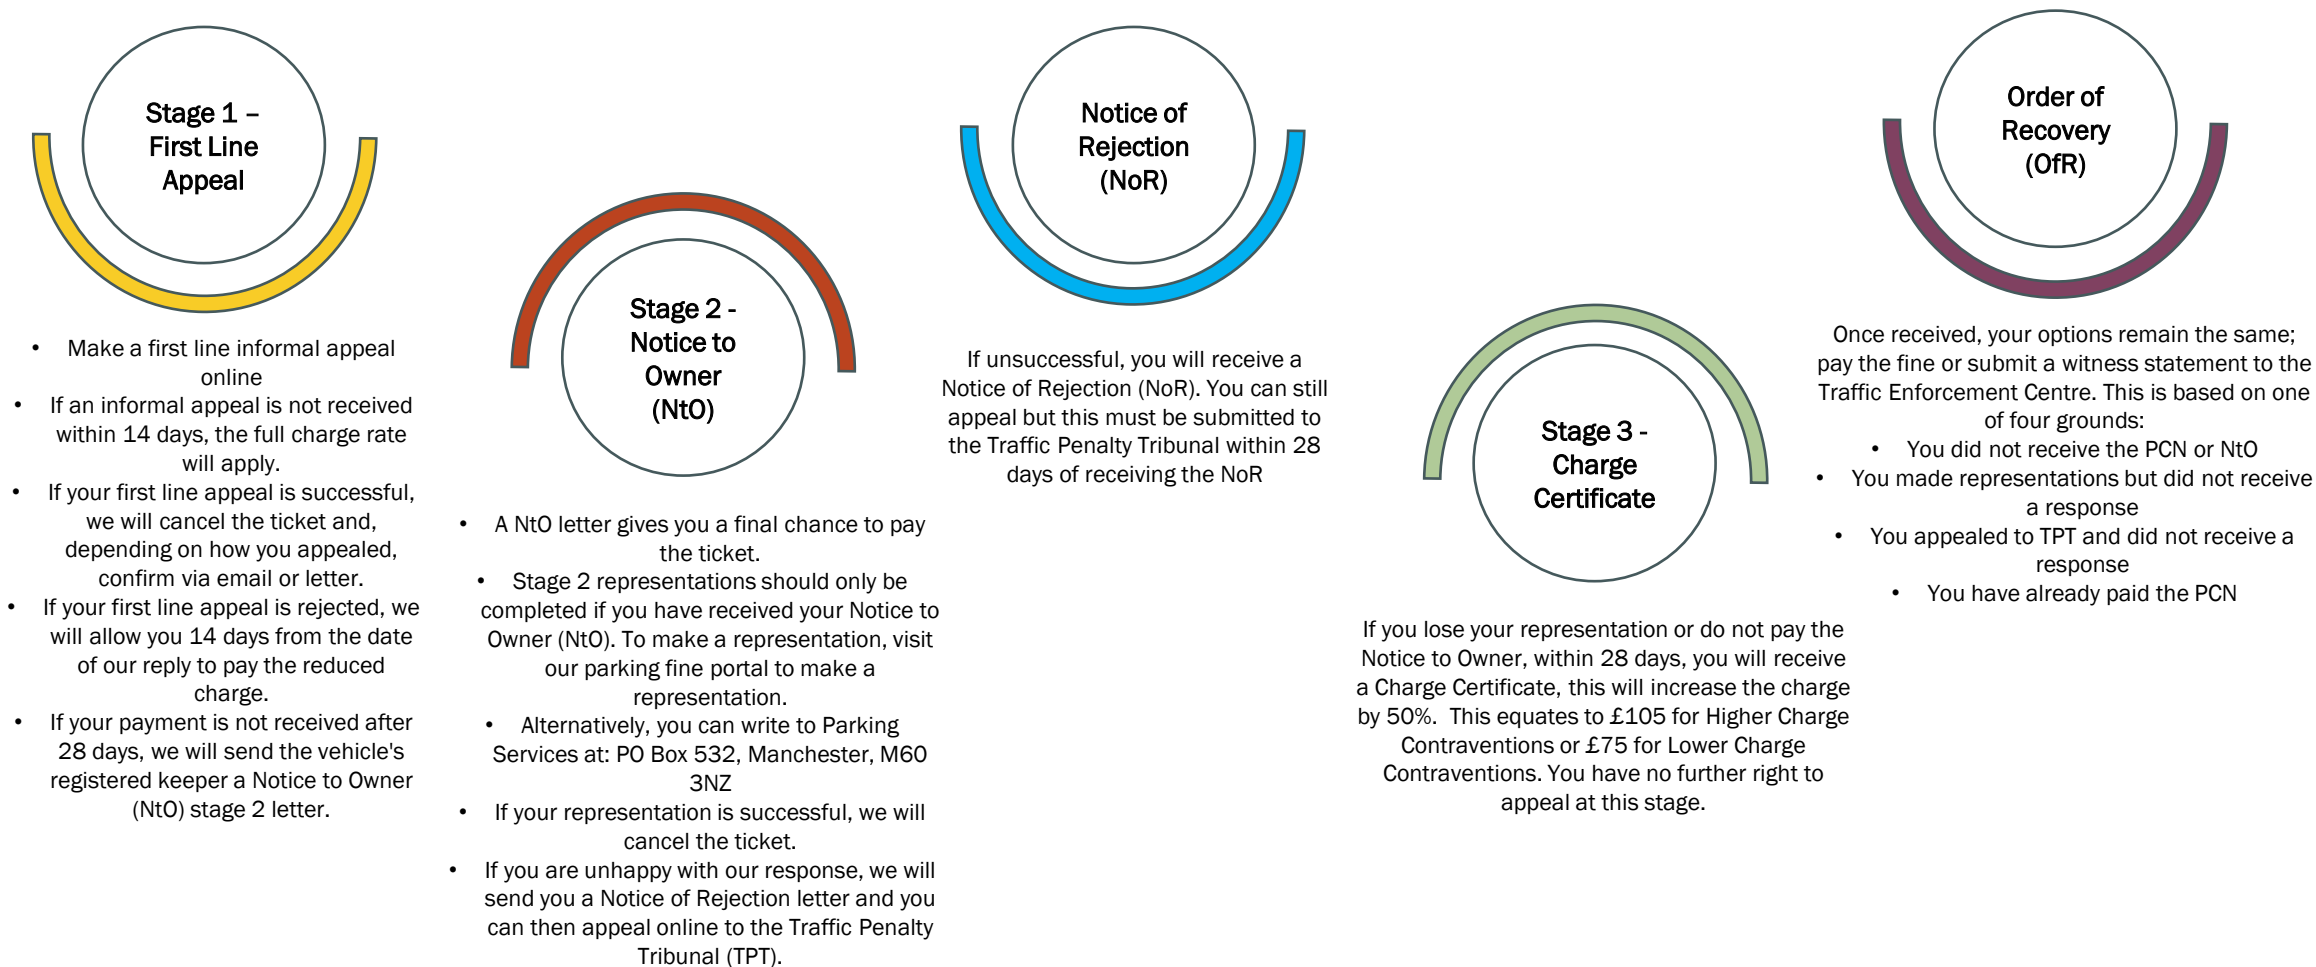 Stage 1 –
First Line
Appeal
• Make a first line informal appeal
online
• If an informal appeal is not received
within 14 days, the full charge rate
will apply.
• If your first line appeal is successful,
we will cancel the ticket and,
depending on how you appealed,
confirm via email or letter.
• If your first line appeal is rejected, we
will allow you 14 days from the date
of our reply to pay the reduced
charge.
• If your payment is not received after
28 days, we will send the vehicle's
registered keeper a Notice to Owner
(NtO) stage 2 letter.
Stage 2 -
Notice to
Owner
(NtO)
• A NtO letter gives you a final chance to pay
the ticket.
• Stage 2 representations should only be
completed if you have received your Notice to
Owner (NtO). To make a representation, visit
our parking fine portal to make a
representation.
• Alternatively, you can write to Parking
Services at: PO Box 532, Manchester, M60
3NZ
• If your representation is successful, we will
cancel the ticket.
• If you are unhappy with our response, we will
send you a Notice of Rejection letter and you
can then appeal online to the Traffic Penalty
Tribunal (TPT).
Notice of
Rejection
(NoR)
If unsuccessful, you will receive a
Notice of Rejection (NoR). You can still
appeal but this must be submitted to
the Traffic Penalty Tribunal within 28
days of receiving the NoR
Stage 3 -
Charge
Certificate
If you lose your representation or do not pay the
Notice to Owner, within 28 days, you will receive
a Charge Certificate, this will increase the charge
by 50%.  This equates to £105 for Higher Charge
Contraventions or £75 for Lower Charge
Contraventions. You have no further right to
appeal at this stage.
Order of
Recovery
(OfR)
Once received, your options remain the same;
pay the fine or submit a witness statement to the
Traffic Enforcement Centre. This is based on one
of four grounds:
• You did not receive the PCN or NtO
• You made representations but did not receive
a response
• You appealed to TPT and did not receive a
response
• You have already paid the PCN